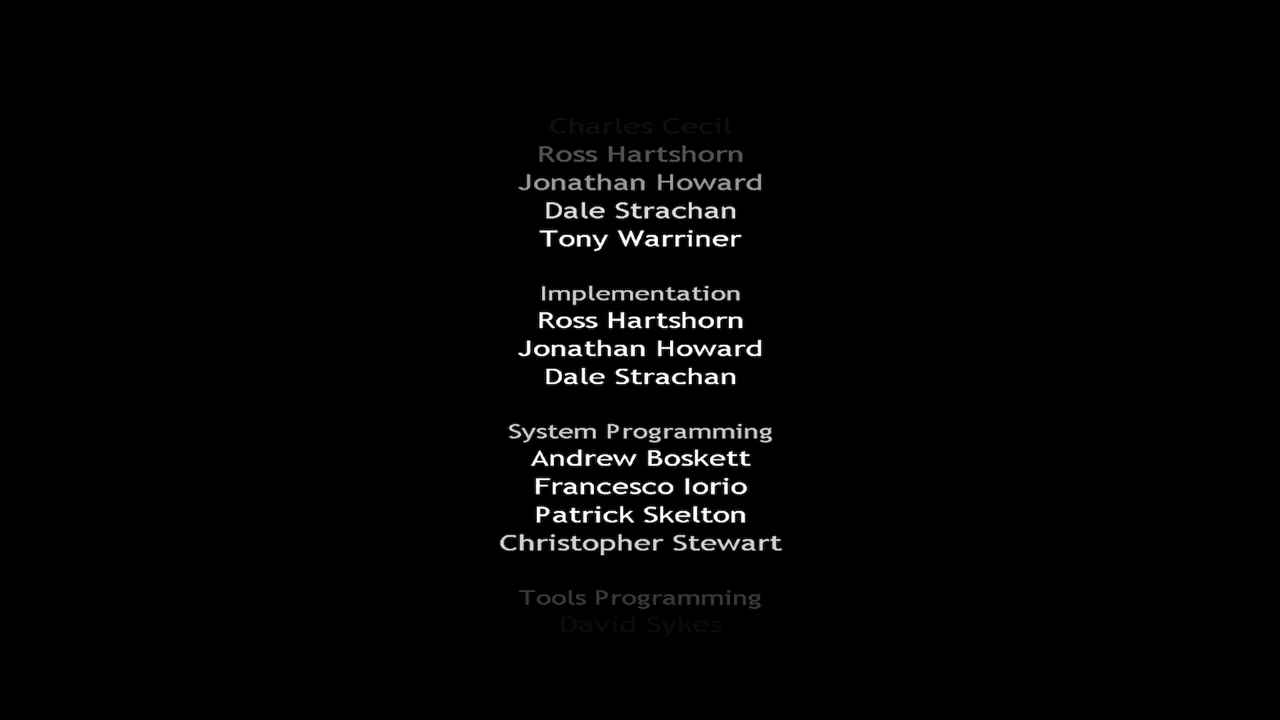 Charles Cecil
Ross Hartshorn
Jonathan Howard
Dale Strachan
Tony Warriner
Implementation
Ross Hartshorn
Jonathan Howard
Dale Strachan
System Programming
Andrew Boskett
Francesco Iorio
Patrick Skelton
Christopher Stewart
Tools Programming
David Sykes